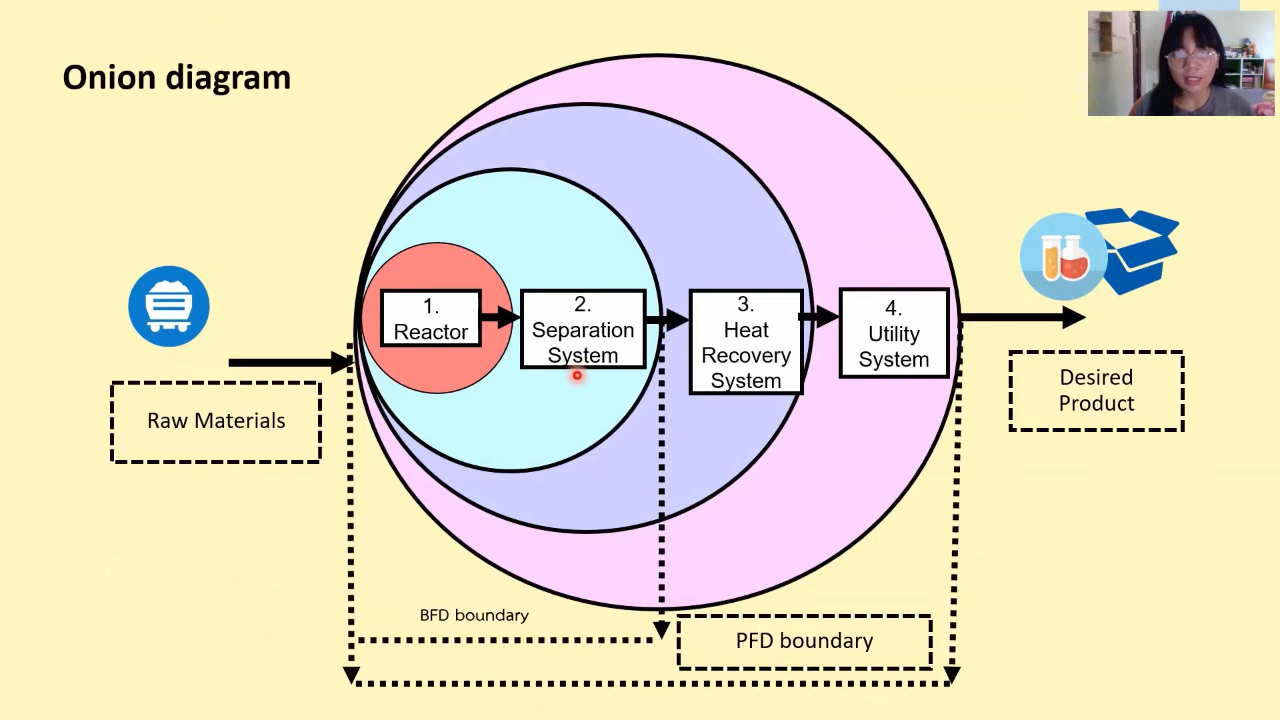 Onion diagram
1.
Reactor
2.
Separation
System
3.
Heat
Recovery
System
4.
Utility
System
Raw Materials
Desired
Product
BFD boundary
PFD boundary